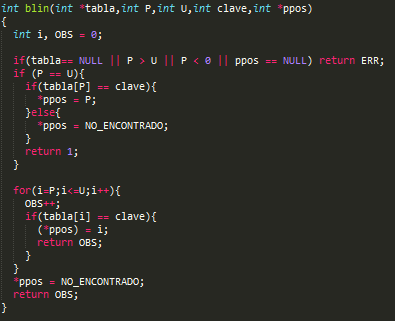 int blin(int *tabla,int P,int U,int clave,int *ppos)
{
  int i, OBS = 0;

  if(tabla== NULL || P > U || P < 0 || ppos == NULL) return ERR;
  if (P == U){
    if(tabla[P] == clave){
      *ppos = P;
    }else{
      *ppos = NO_ENCONTRADO;
    }
    return 1;
  }

  for(i=P;i<=U;i++){
    OBS++;
    if(tabla[i] == clave){
      (*ppos) = i;
      return OBS;
    }
  }
  *ppos = NO_ENCONTRADO;
  return OBS;
}